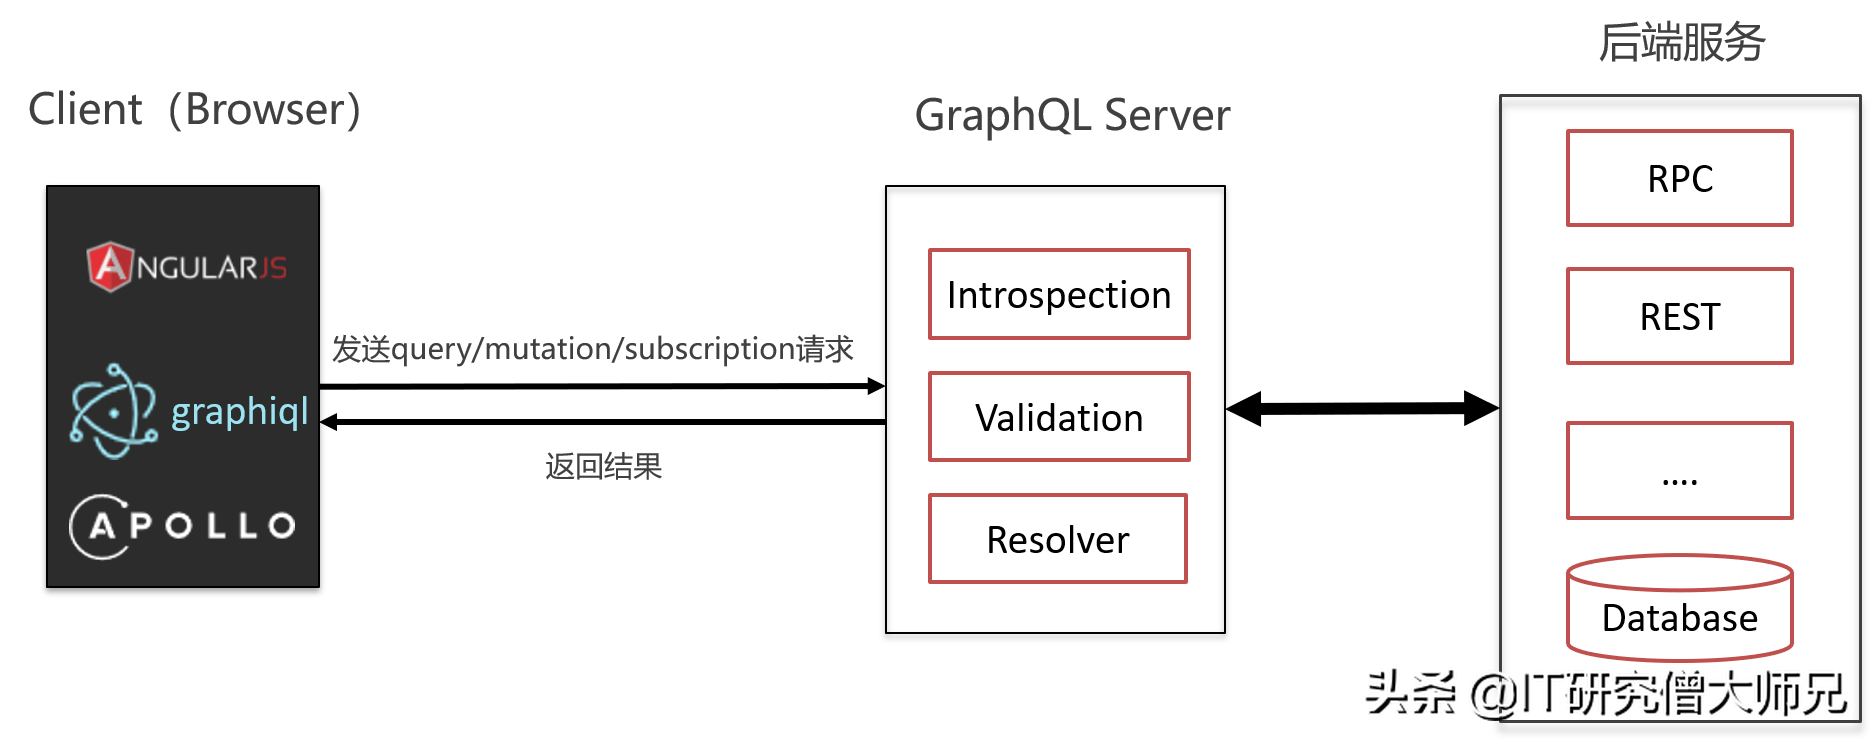 后端服务
Client（Browser）
GraphQL Server
ANGULARJS
graphiql
APOLLO
发送query/mutation/subscription请求
返回结果
Introspection
Validation
Resolver
RPC
REST
....
Database
头条 @IT研究僧大师兄